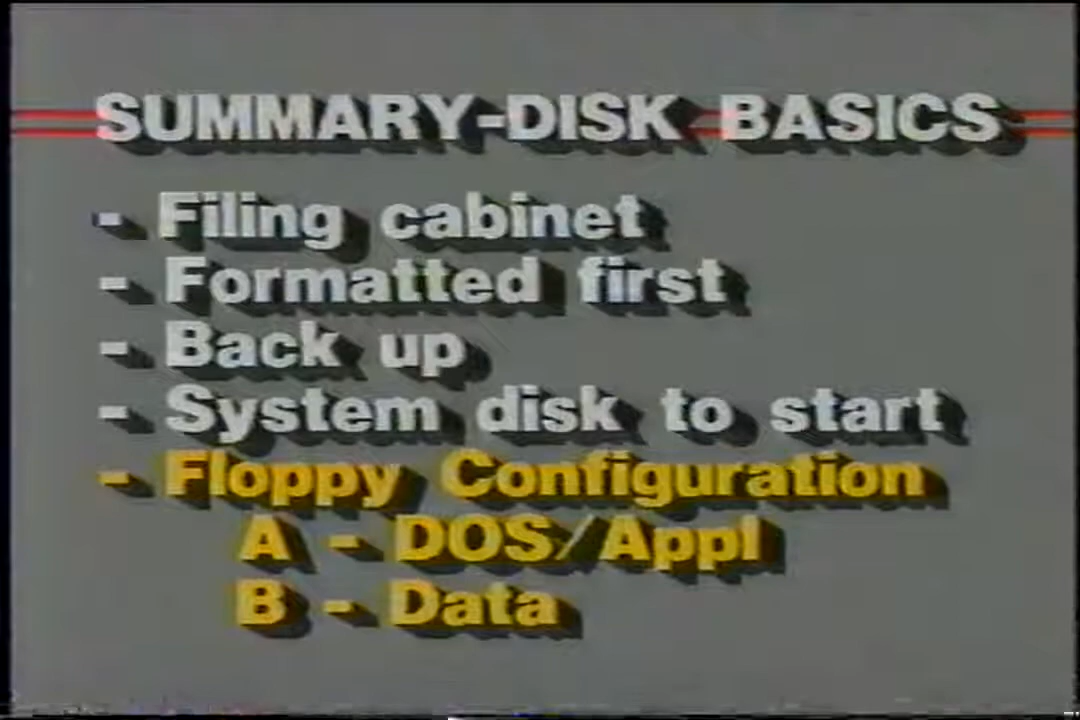 SUMMARY-DISK BASICS
- Filing cabinet
- Formatted first
- Back up
- System disk to start
- Floppy Configuration
A - DOS/Appl
B - Data